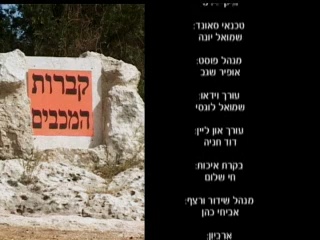 קברות
המכבים
טכנאי סאונד:
שמואל יונה
מנהל פוסט:
אופיר שגב
עורך וידאו:
שמואל לונסי
עורך און ליין:
דוד חניה
בקרת איכות:
חי שלום
מנהל שידור ורצף:
אביחי כהן
ארכיון: